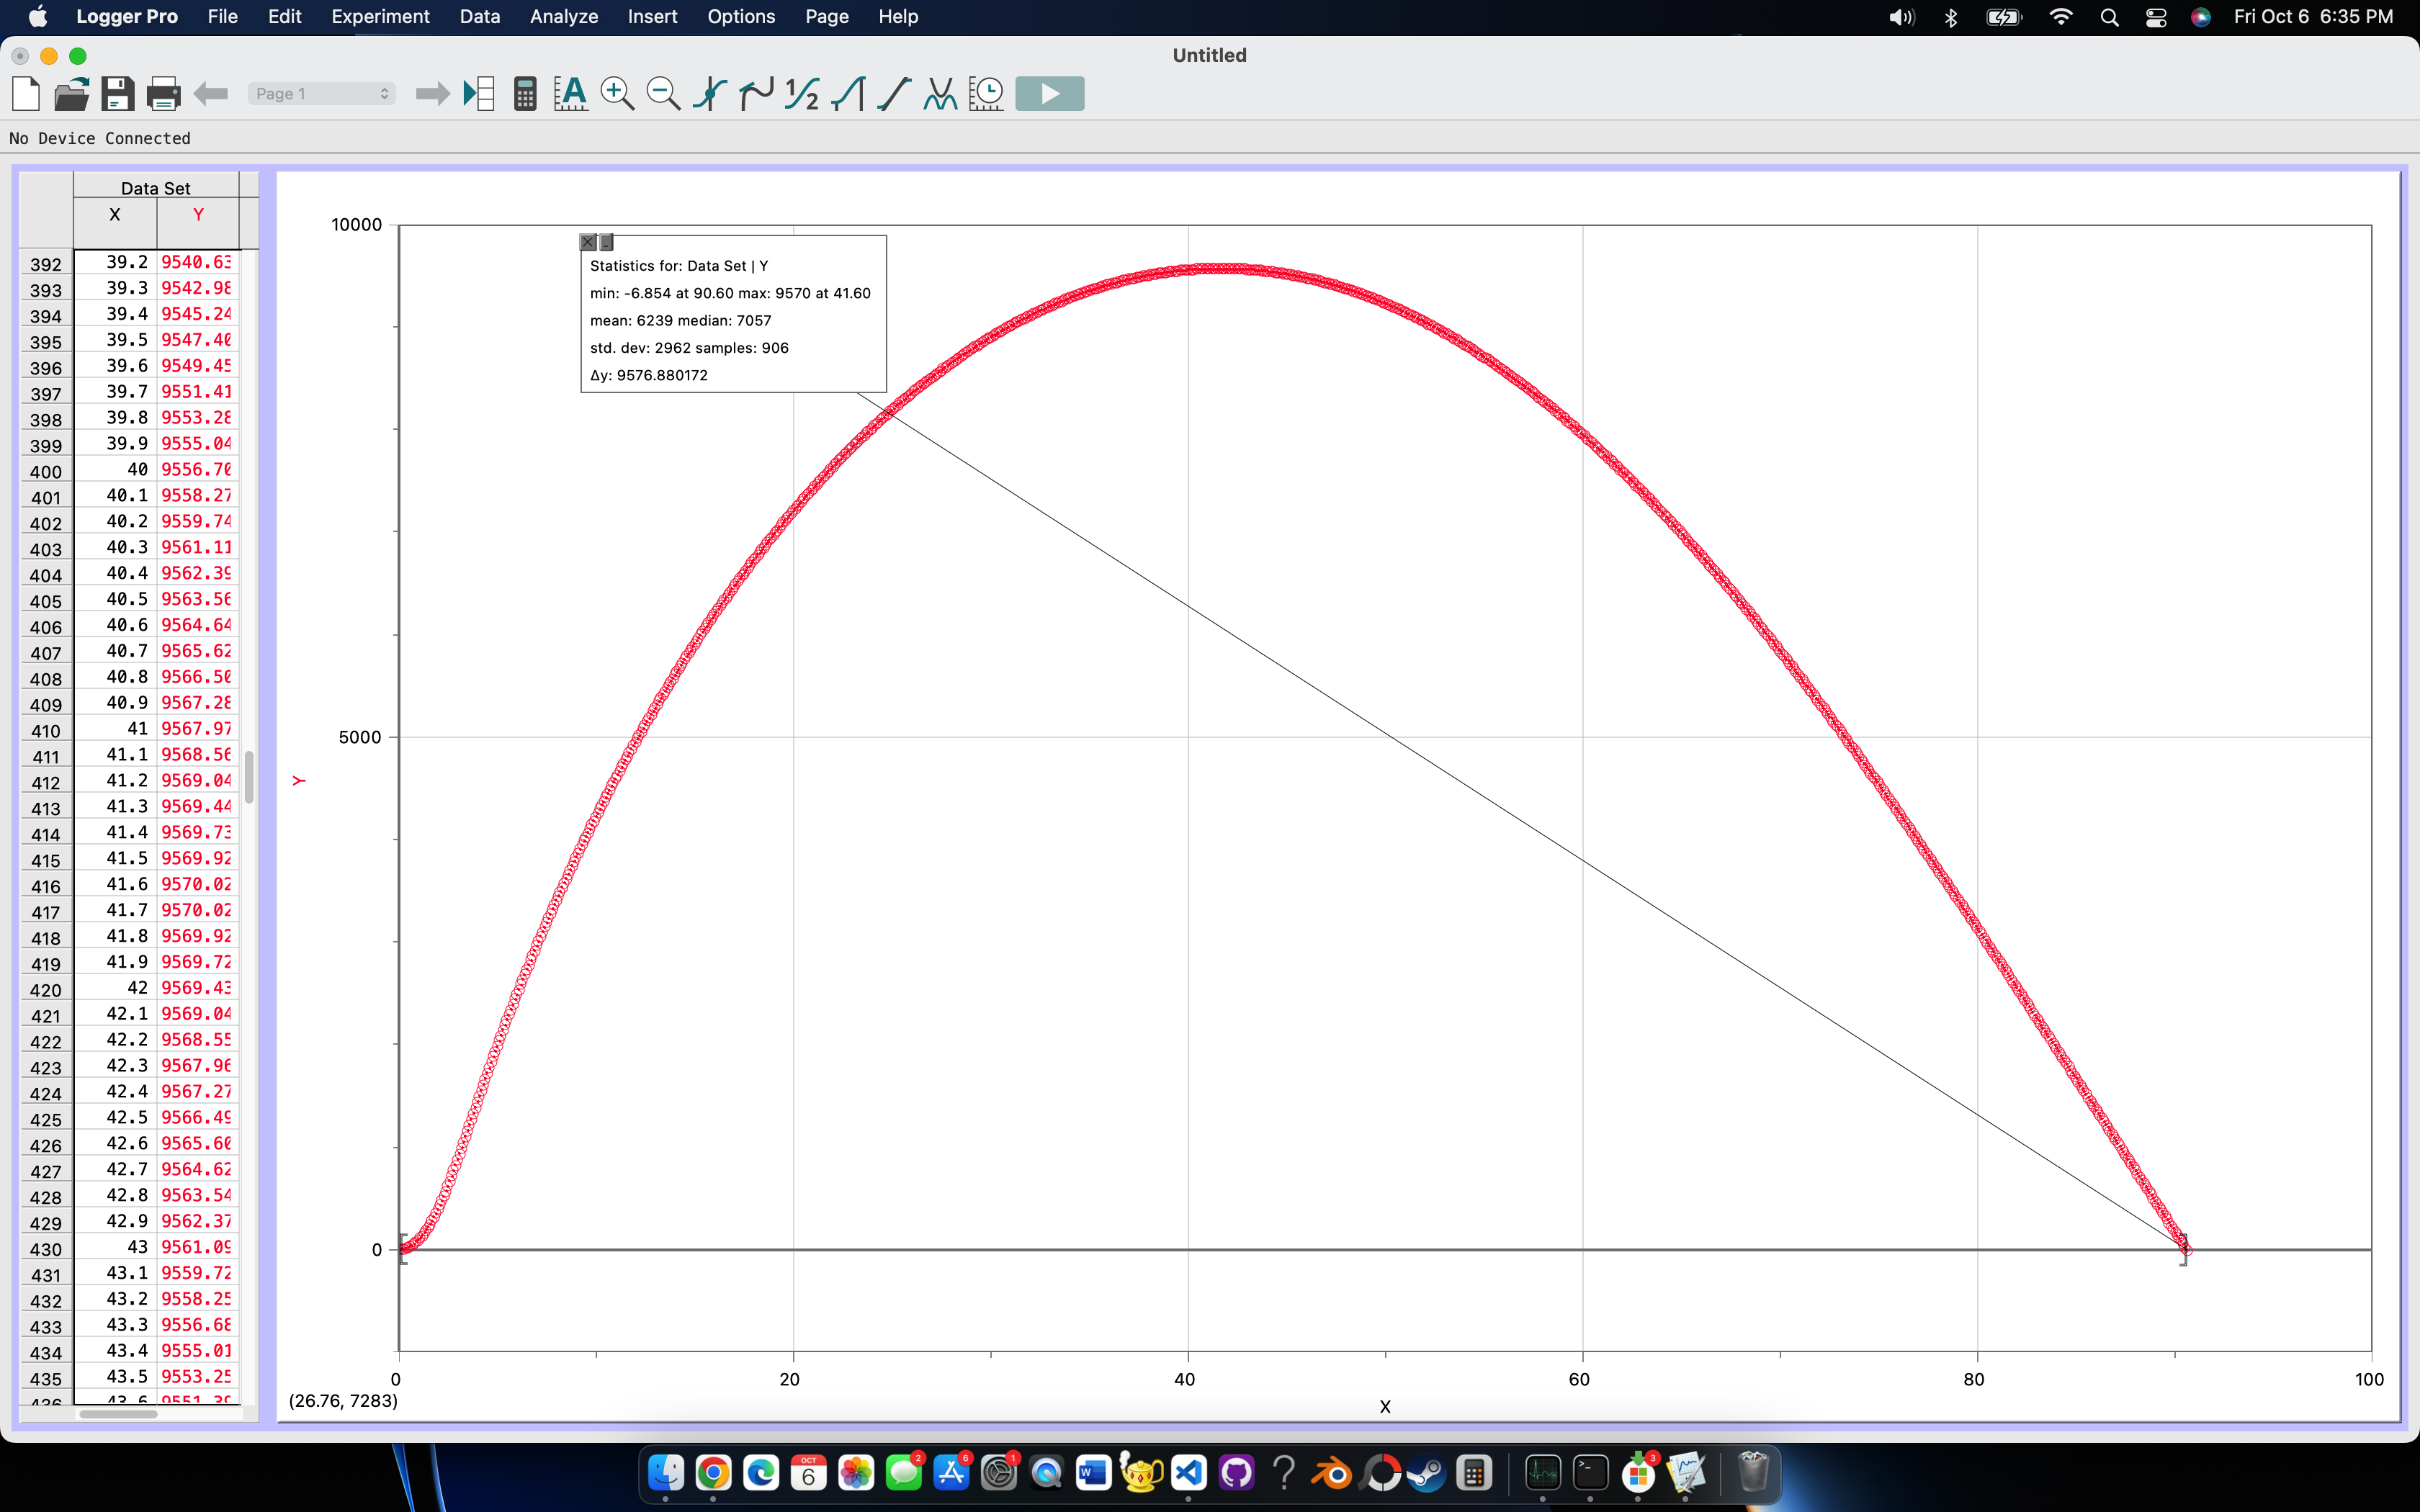 Logger Pro File Edit Experiment Data Analyze Insert Options Page Help Fri Oct 6 6:35 PM
Untitled
Page 1
No Device Connected
Data Set
X Y
392 39.2 9540.63
393 39.3 9542.98
394 39.4 9545.24
395 39.5 9547.40
396 39.6 9549.45
397 39.7 9551.41
398 39.8 9553.28
399 39.9 9555.04
400 40 9556.70
401 40.1 9558.27
402 40.2 9559.74
403 40.3 9561.11
404 40.4 9562.39
405 40.5 9563.56
406 40.6 9564.64
407 40.7 9565.62
408 40.8 9566.50
409 40.9 9567.28
410 41 9567.97
411 41.1 9568.56
412 41.2 9569.04
413 41.3 9569.44
414 41.4 9569.73
415 41.5 9569.92
416 41.6 9570.02
417 41.7 9570.02
418 41.8 9569.92
419 41.9 9569.72
420 42 9569.43
421 42.1 9569.04
422 42.2 9568.55
423 42.3 9567.96
424 42.4 9567.27
425 42.5 9566.49
426 42.6 9565.60
427 42.7 9564.62
428 42.8 9563.54
429 42.9 9562.37
430 43 9561.09
431 43.1 9559.72
432 43.2 9558.25
433 43.3 9556.68
434 43.4 9555.01
435 43.5 9553.25
436 43.6 9551.39
10000
Statistics for: Data Set | Y
min: -6.854 at 90.60 max: 9570 at 41.60
mean: 6239 median: 7057
std. dev: 2962 samples: 906
Δy: 9576.880172
5000
Y
0
0 20 40 60 80 100
(26.76, 7283)
X
OCT
6
2
6
1
3